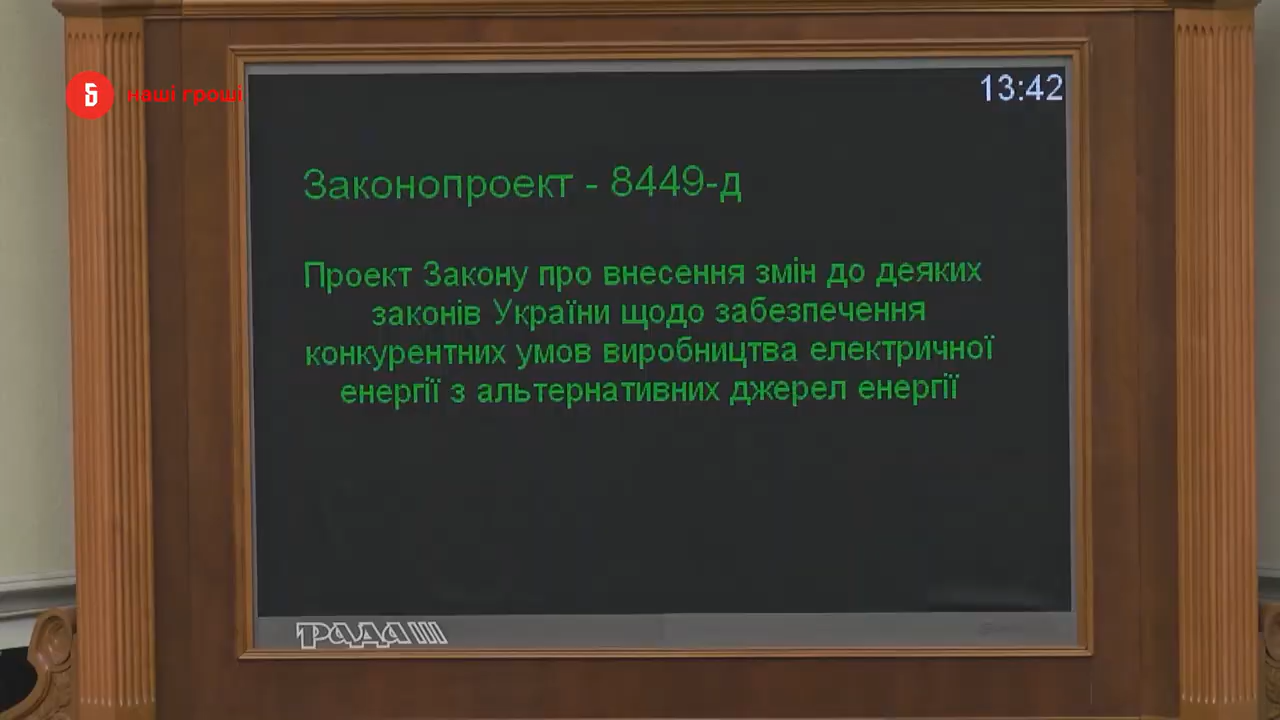 Б наші гроші
13:42
Законопроект - 8449-д
Проект Закону про внесення змін до деяких
законів України щодо забезпечення
конкурентних умов виробництва електричної
енергії з альтернативних джерел енергії
РАДА III